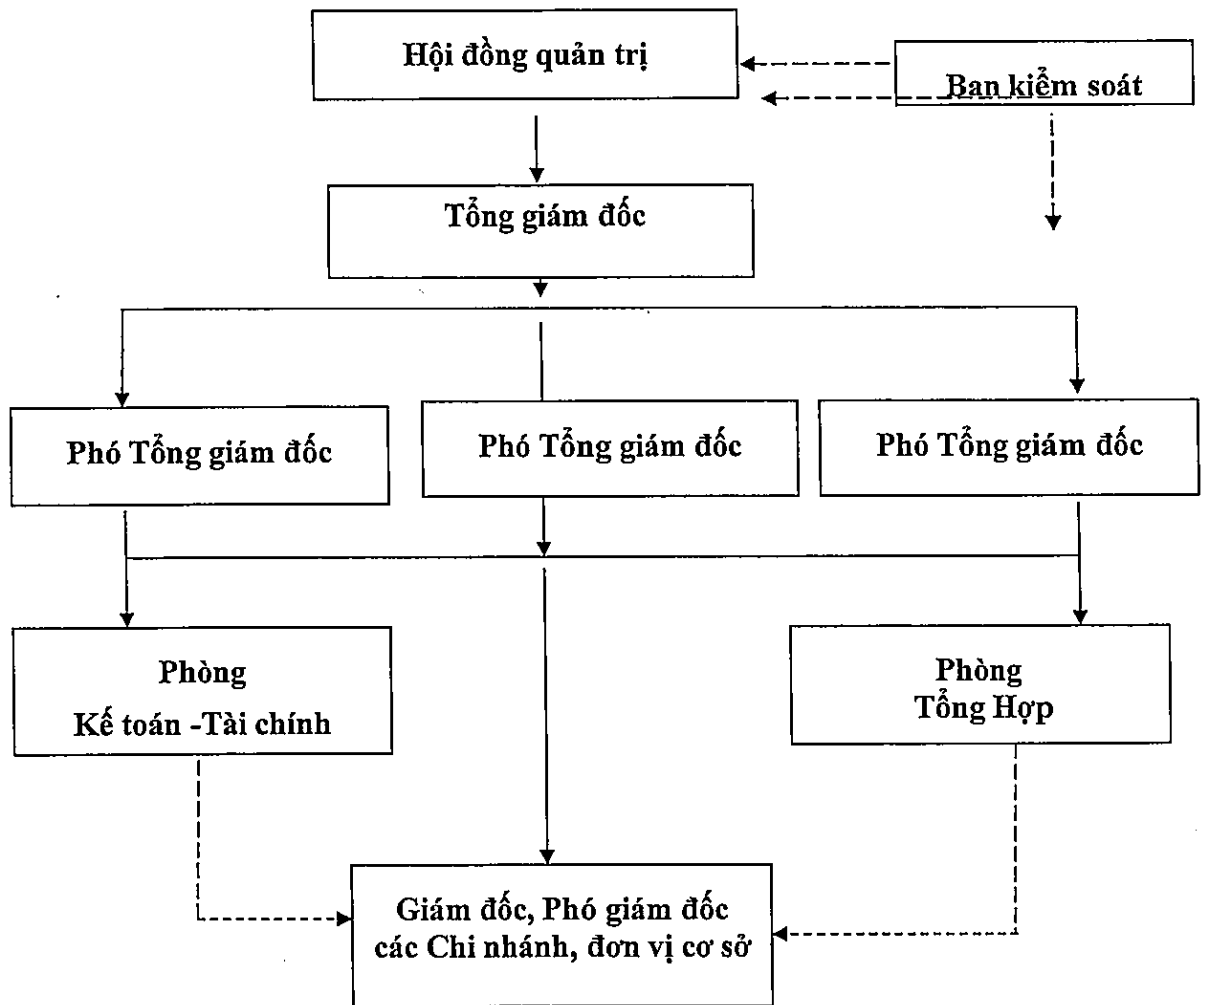 Hội đồng quản trị
Ban kiểm soát
Tổng giám đốc
Phó Tổng giám đốc
Phó Tổng giám đốc
Phó Tổng giám đốc
Phòng
Kế toán -Tài chính
Phòng
Tổng Hợp
Giám đốc, Phó giám đốc
các Chi nhánh, đơn vị cơ sở